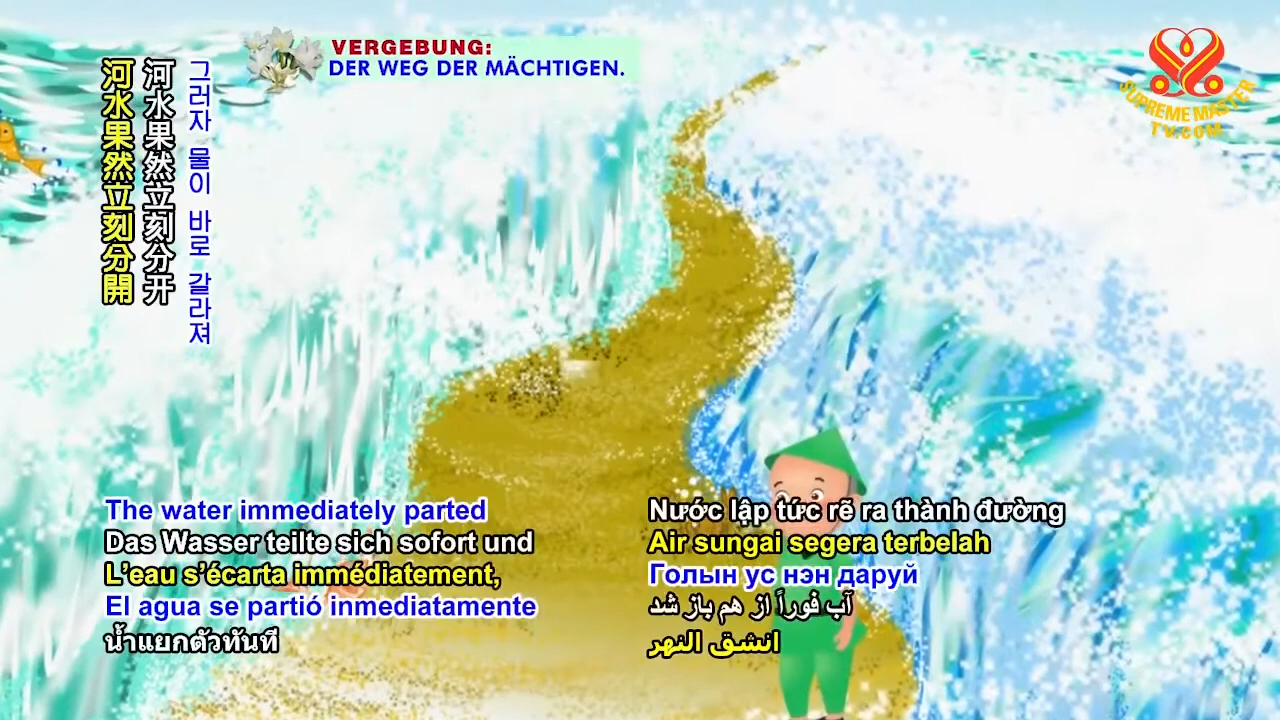 VERGEBUNG:
DER WEG DER MÄCHTIGEN.
SUPREME MASTER
TV.COM
그러자 물이 바로 갈라져
河水果然立刻分开
河水果然立刻分開
The water immediately parted
Das Wasser teilte sich sofort und
L’eau s’écarta immédiatement,
El agua se partió inmediatamente
น้ำแยกตัวทันที
Nước lập tức rẽ ra thành đường
Air sungai segera terbelah
Голын ус нэн даруй
آب فوراً از هم باز شد
انشق النهر